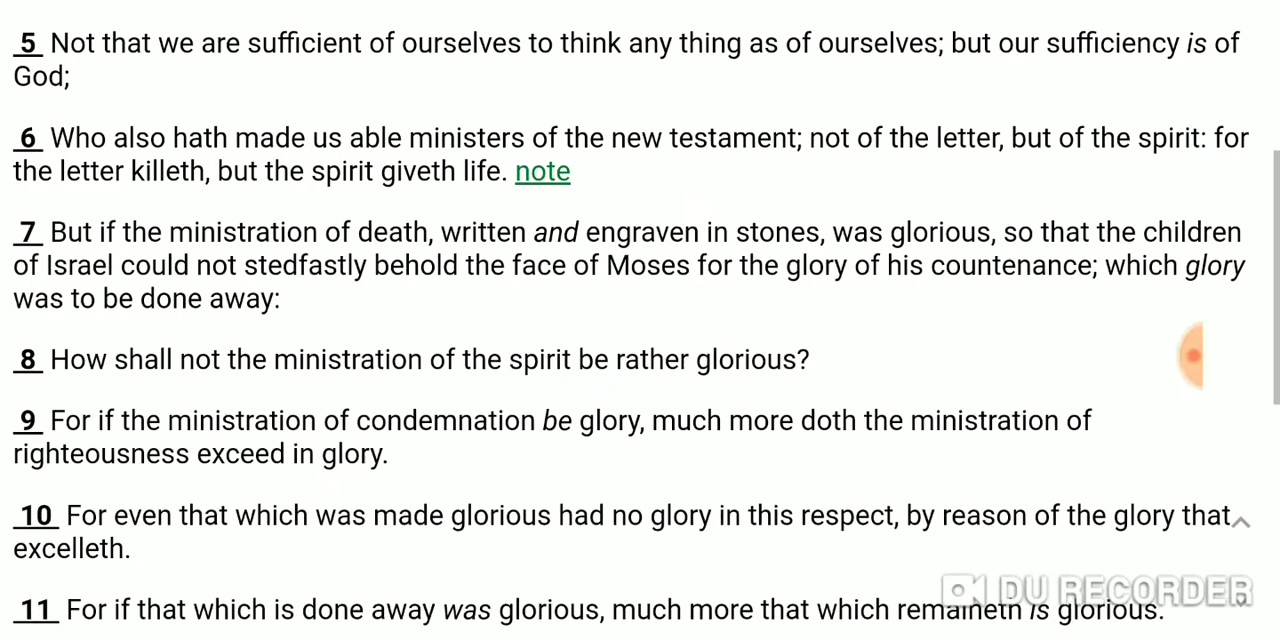 5 Not that we are sufficient of ourselves to think any thing as of ourselves; but our sufficiency is of
God;
6 Who also hath made us able ministers of the new testament; not of the letter, but of the spirit: for
the letter killeth, but the spirit giveth life. note
7 But if the ministration of death, written and engraven in stones, was glorious, so that the children
of Israel could not stedfastly behold the face of Moses for the glory of his countenance; which glory
was to be done away:
8 How shall not the ministration of the spirit be rather glorious?
9 For if the ministration of condemnation be glory, much more doth the ministration of
righteousness exceed in glory.
10 For even that which was made glorious had no glory in this respect, by reason of the glory that
excelleth.
11 For if that which is done away was glorious, much more that which remaineth is glorious.
DU RECORDER